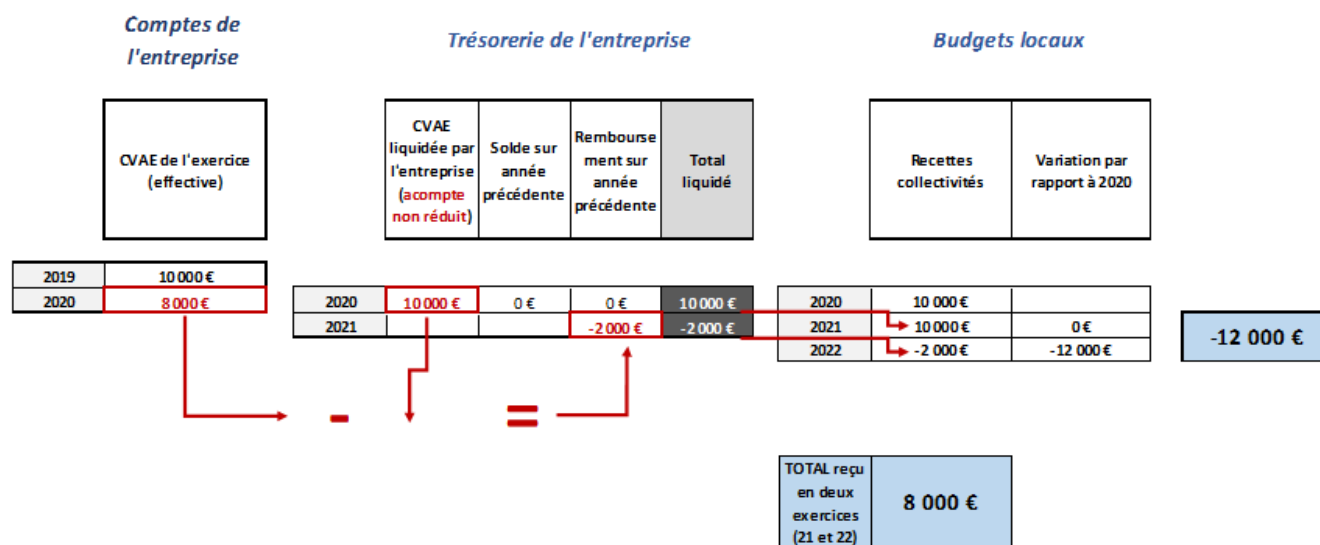 Comptes de
l'entreprise
Trésorerie de l'entreprise
Budgets locaux
CVAE de l'exercice
(effective)
CVAE
liquidée par
l'entreprise
(acompte
non réduit)
Solde sur
année
précédente
Rembourse
ment sur
année
précédente
Total
liquidé
Recettes
collectivités
Variation par
rapport à 2020
2019 10 000 €
2020 8 000 €
2020 10 000 € 0 € 0 € 10 000 €
2021 -2 000 € -2 000 €
2020 10 000 €
2021 10 000 € 0 €
2022 -2 000 € -12 000 €
-12 000 €
- =
TOTAL reçu
en deux
exercices
(21 et 22)
8 000 €